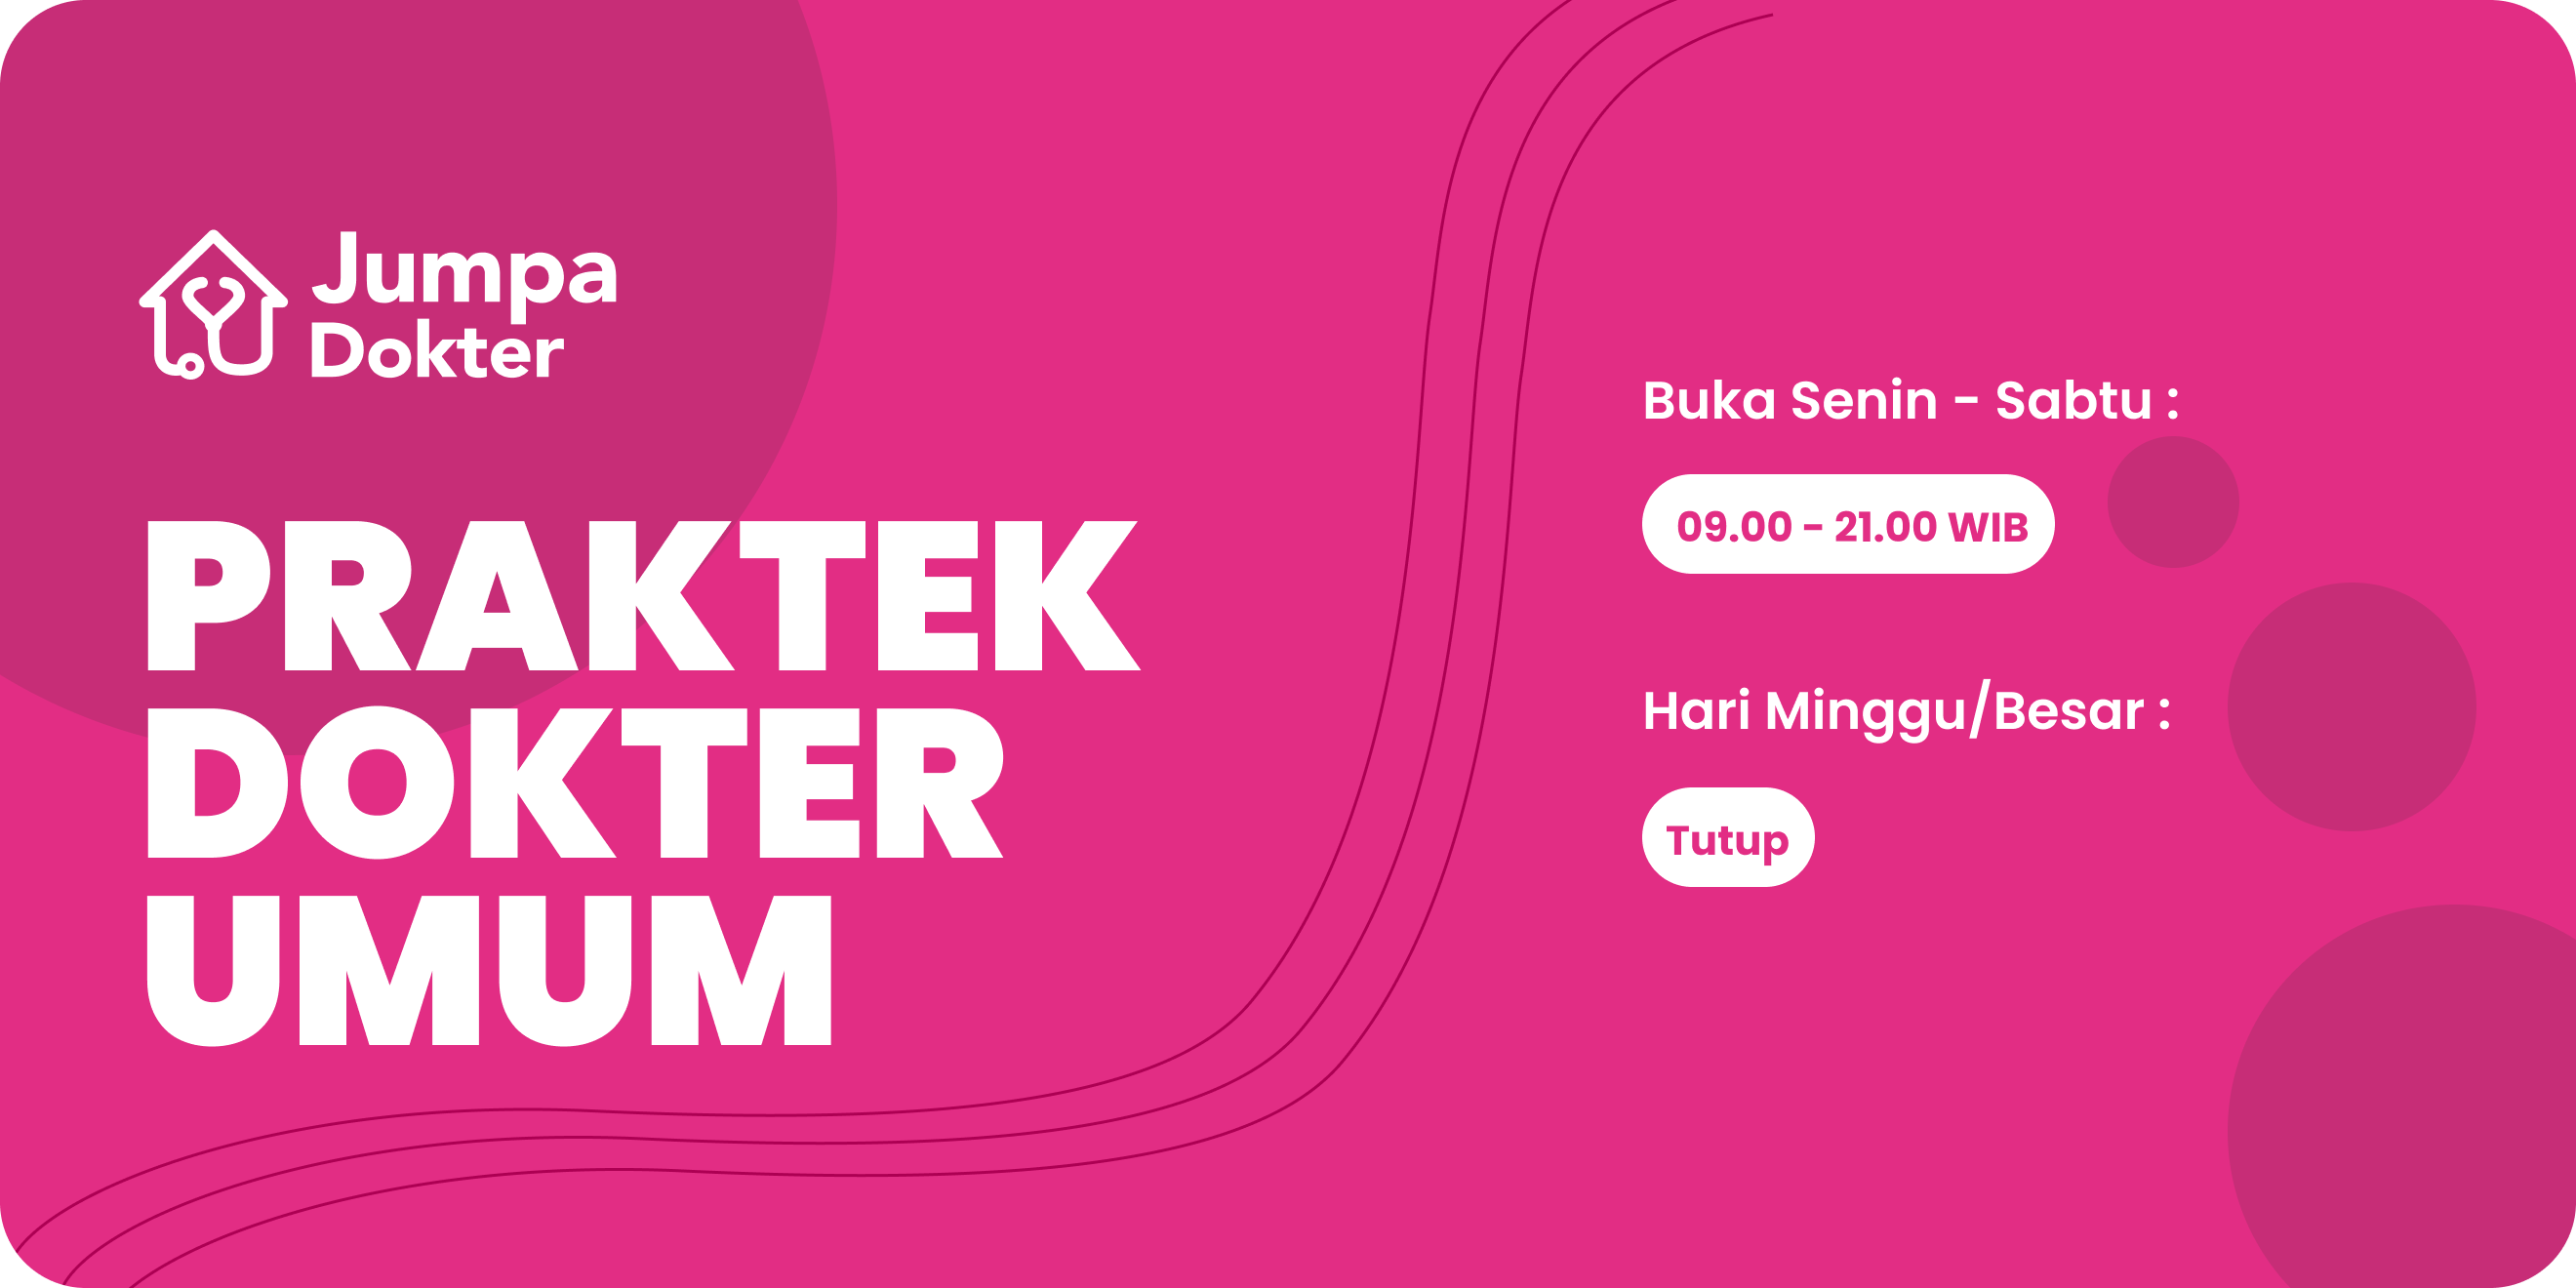 Jumpa
Dokter
PRAKTEK
DOKTER
UMUM
Buka Senin - Sabtu :
09.00 - 21.00 WIB
Hari Minggu/Besar :
Tutup